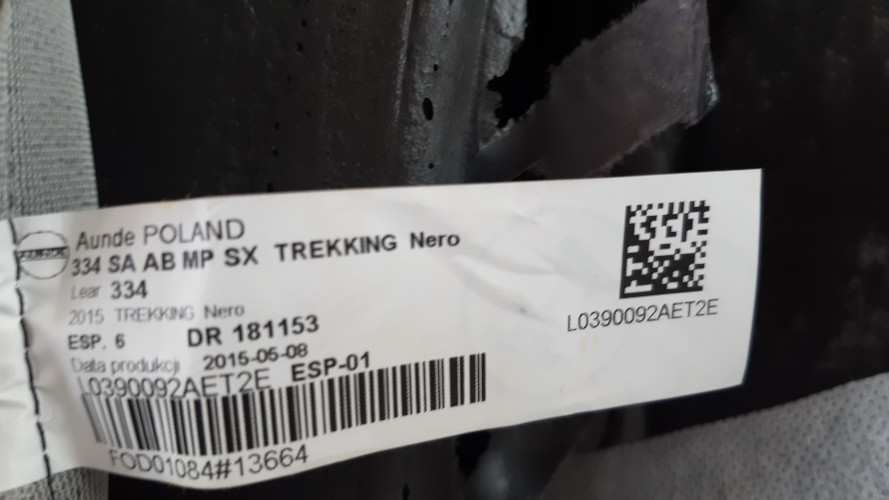 AUNDE
Aunde POLAND
334 SA AB MP SX TREKKING Nero
Lear 334
2015 TREKKING Nero
ESP. 6 DR 181153
Data produkcji 2015-05-08
L0390092AET2E ESP-01
FOD01084#13664
L0390092AET2E